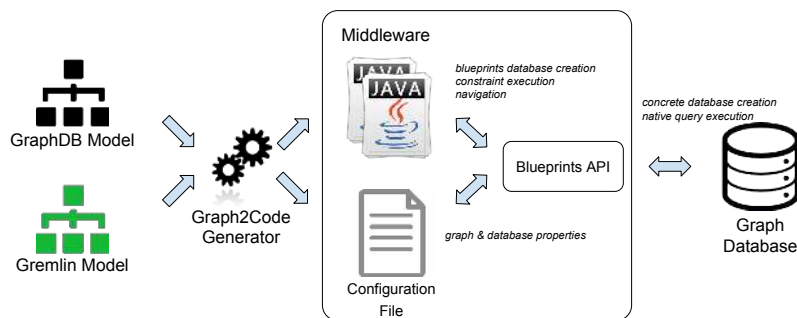 Middleware
JAVA
JAVA
blueprints database creation
constraint execution
navigation
concrete database creation
native query execution
GraphDB Model
Blueprints API
Graph2Code
Generator
Graph
Database
graph & database properties
Gremlin Model
Configuration
File